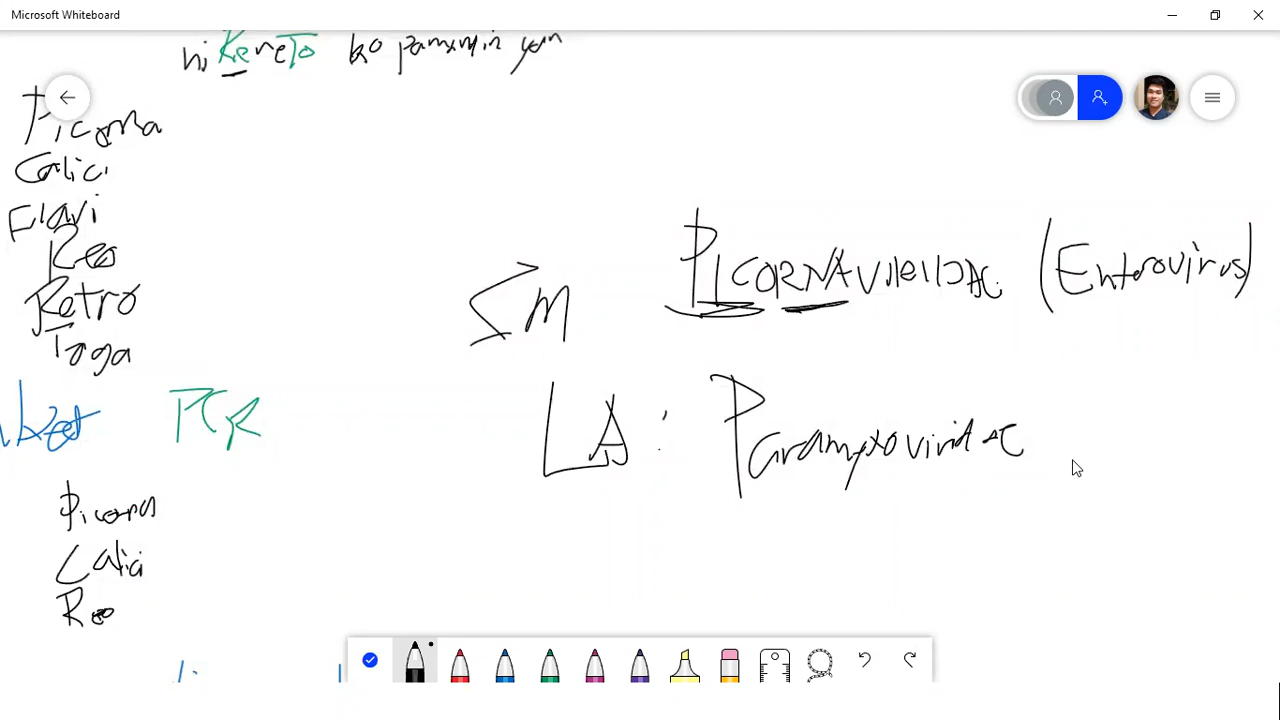 Microsoft Whiteboard
ni KeReTo ko pansinin yan
Picorna
Calici
Flavi
Reo
Retro
Toga
PCR
Picorna
Calici
Reo
Sm PICORNAVIRIDAE (Enterovirus)
LA: Paramyxoviridae